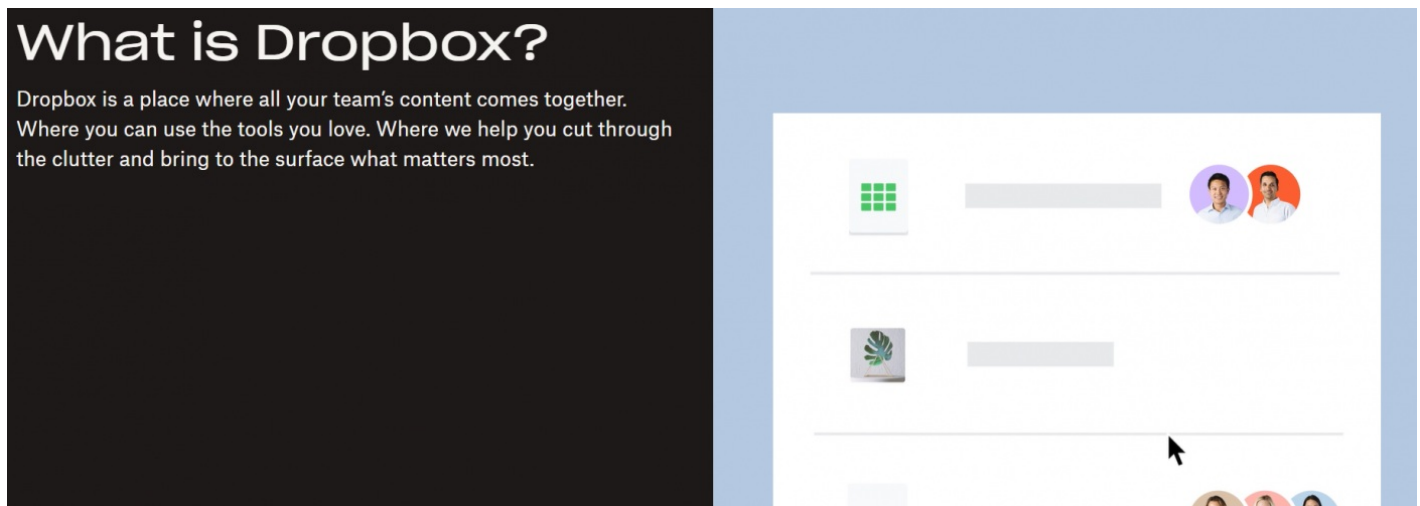 What is Dropbox?
Dropbox is a place where all your team’s content comes together.
Where you can use the tools you love. Where we help you cut through
the clutter and bring to the surface what matters most.